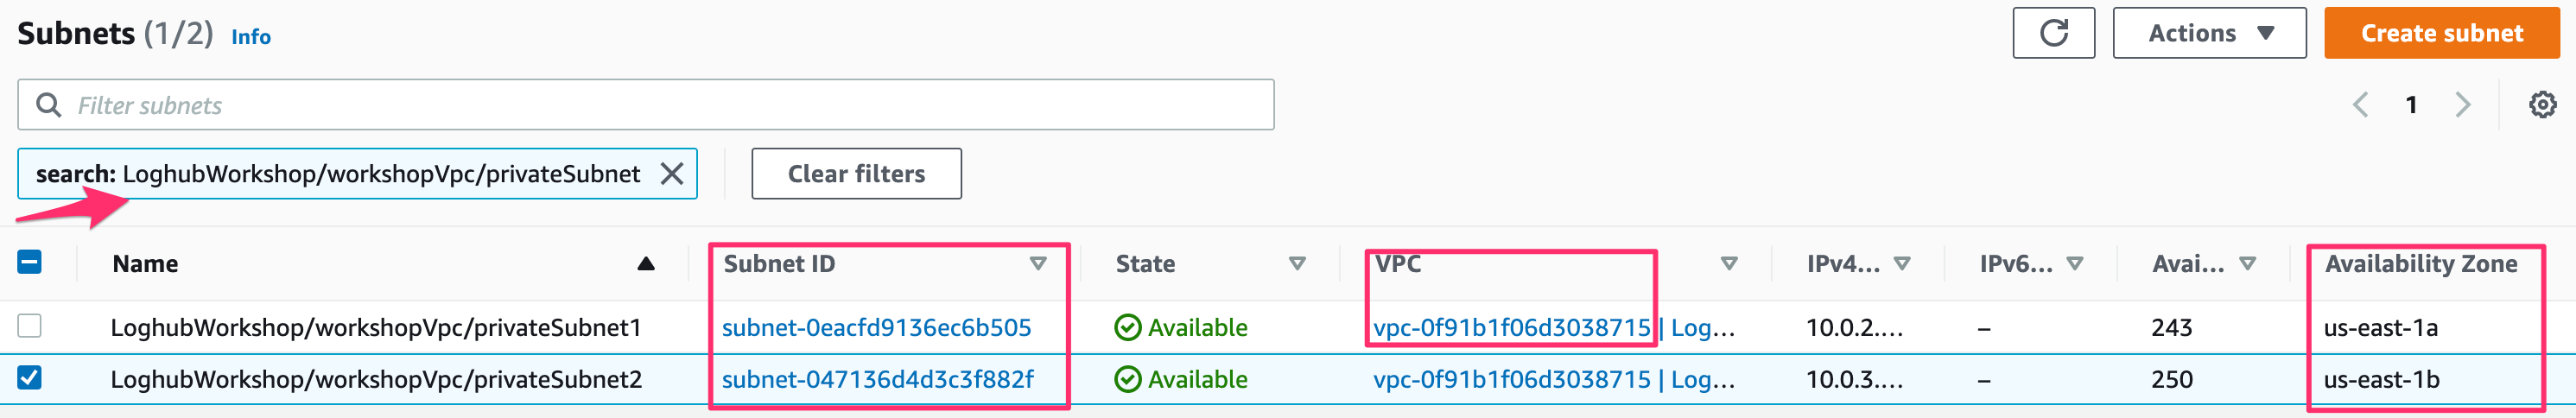 Subnets (1/2) Info
Actions
Create subnet
Filter subnets
1
search: LoghubWorkshop/workshopVpc/privateSubnet
Clear filters
Name Subnet ID State VPC IPv4... IPv6... Avai... Availability Zone
LoghubWorkshop/workshopVpc/privateSubnet1 subnet-0eacfd9136ec6b505 Available vpc-0f91b1f06d3038715 | Log... 10.0.2.... – 243 us-east-1a
LoghubWorkshop/workshopVpc/privateSubnet2 subnet-047136d4d3c3f882f Available vpc-0f91b1f06d3038715 | Log... 10.0.3.... – 250 us-east-1b